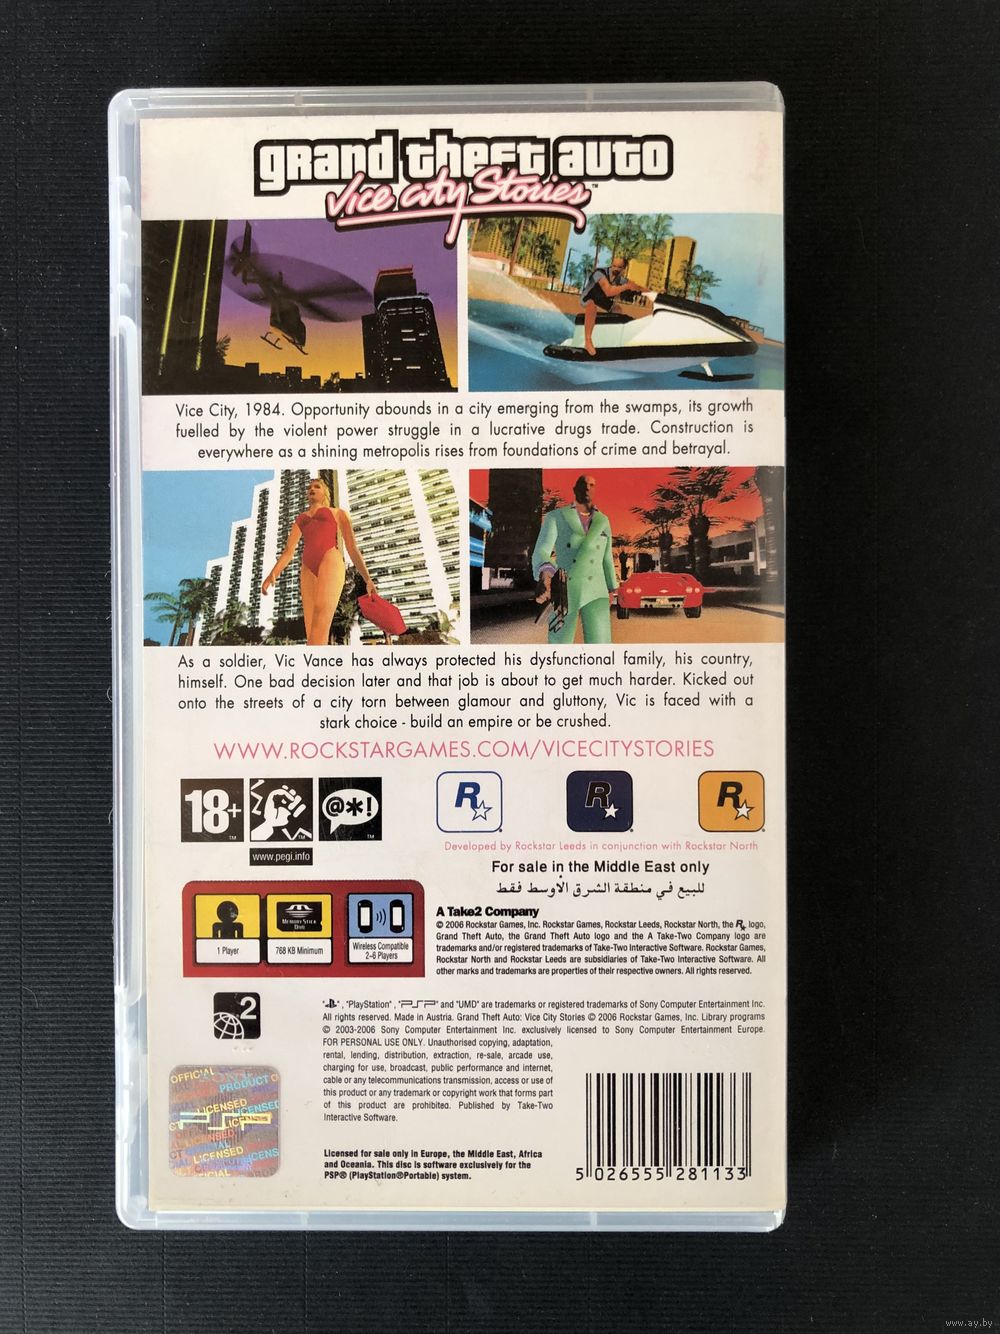 grand theft auto
Vice City Stories™
Vice City, 1984. Opportunity abounds in a city emerging from the swamps, its growth
fuelled by the violent power struggle in a lucrative drugs trade. Construction is
everywhere as a shining metropolis rises from foundations of crime and betrayal.
As a soldier, Vic Vance has always protected his dysfunctional family, his country,
himself. One bad decision later and that job is about to get much harder. Kicked out
onto the streets of a city torn between glamour and gluttony, Vic is faced with a
stark choice - build an empire or be crushed.
WWW.ROCKSTARGAMES.COM/VICECITYSTORIES
18+
@*!
www.pegi.info
R R R
Developed by Rockstar Leeds in conjunction with Rockstar North
For sale in the Middle East only
للبيع في منطقة الشرق الأوسط فقط
MEMORY STICK
DUO
1 Player
768 KB Minimum
Wireless Compatible
2-6 Players
A Take2 Company
© 2006 Rockstar Games, Inc. Rockstar Games, Rockstar Leeds, Rockstar North, the R logo,
Grand Theft Auto, the Grand Theft Auto logo and the A Take-Two Company logo are
trademarks and/or registered trademarks of Take-Two Interactive Software. Rockstar Games,
Rockstar North and Rockstar Leeds are subsidiaries of Take-Two Interactive Software. All
other marks and trademarks are properties of their respective owners. All rights reserved.
2
", "PlayStation", "PSP" and "UMD" are trademarks or registered trademarks of Sony Computer Entertainment Inc.
All rights reserved. Made in Austria. Grand Theft Auto: Vice City Stories © 2006 Rockstar Games, Inc. Library programs
© 2003-2006 Sony Computer Entertainment Inc. exclusively licensed to Sony Computer Entertainment Europe.
FOR PERSONAL USE ONLY. Unauthorised copying, adaptation,
rental, lending, distribution, extraction, re-sale, arcade use,
charging for use, broadcast, public performance and internet,
cable or any telecommunications transmission, access or use of
this product or any trademark or copyright work that forms part
of this product are prohibited. Published by Take-Two
Interactive Software.
Licensed for sale only in Europe, the Middle East, Africa
and Oceania. This disc is software exclusively for the
PSP® (PlayStation®Portable) system.
OFFICIAL
PRODUCT
LICENSED
PSP
LICENSED
LICENSED
5 026555 281133
www.ay.by